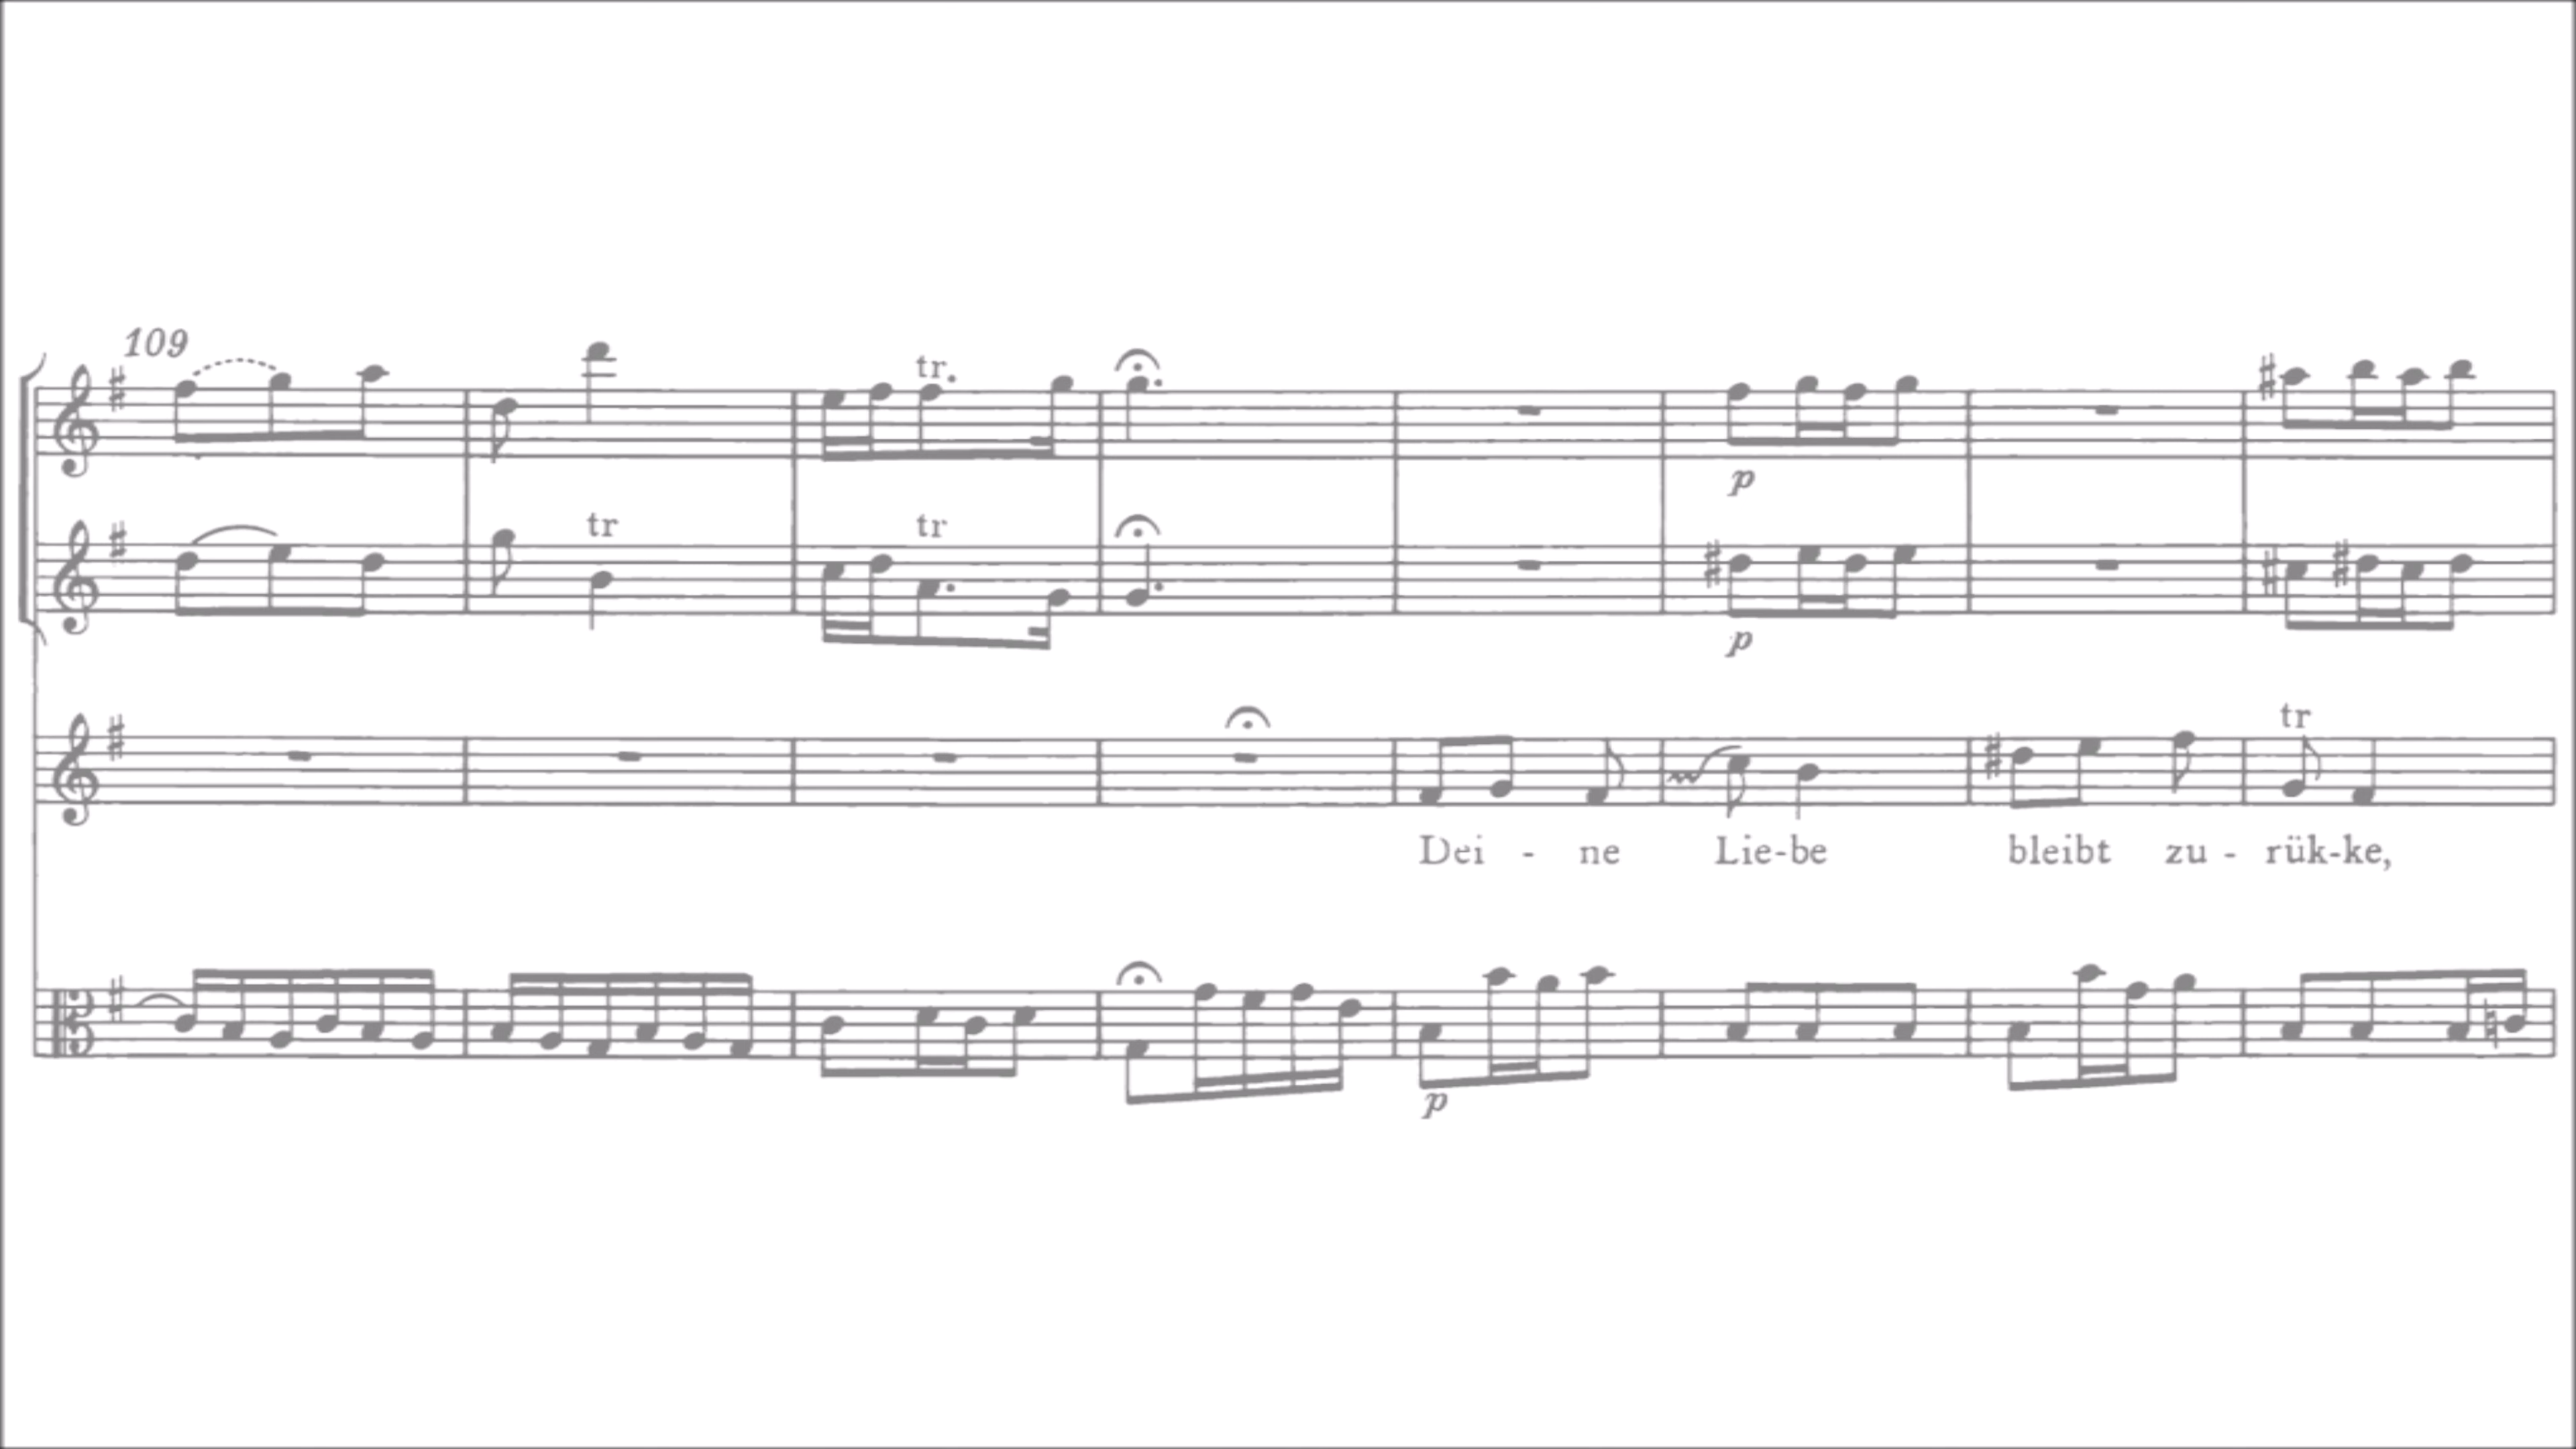 109
tr.
tr tr
p
p
tr
Dei - ne Lie-be bleibt zu - rük-ke,
p